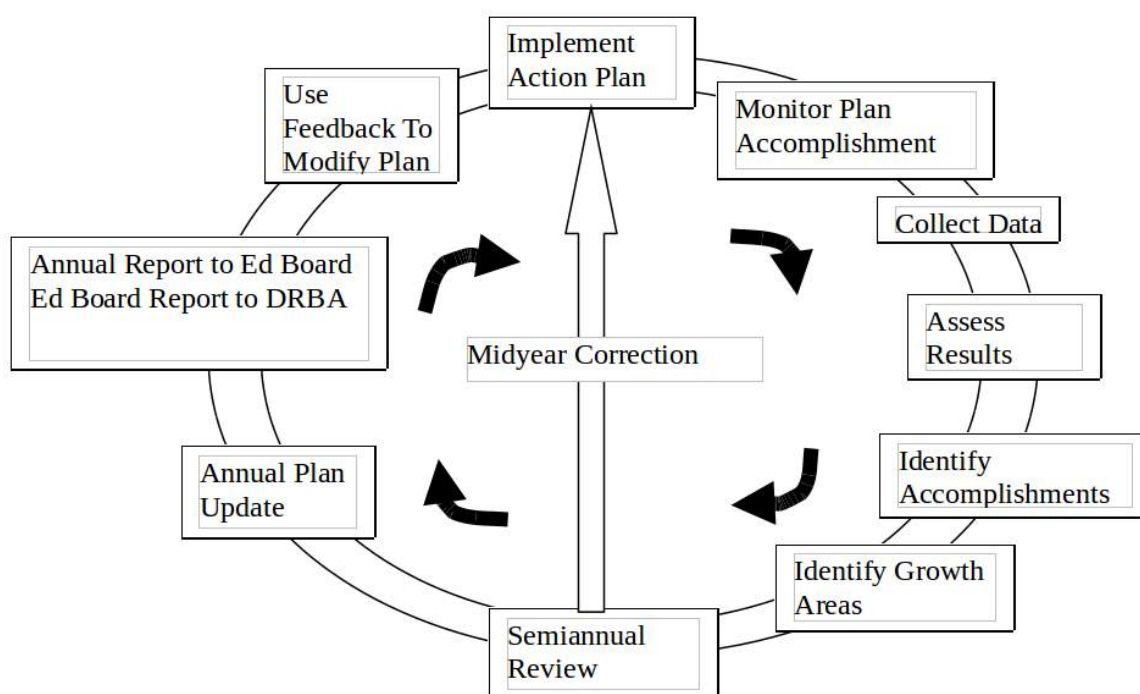 Implement
Action Plan
Monitor Plan
Accomplishment
Collect Data
Assess
Results
Identify
Accomplishments
Identify Growth
Areas
Semiannual
Review
Annual Plan
Update
Annual Report to Ed Board
Ed Board Report to DRBA
Use
Feedback To
Modify Plan
Midyear Correction